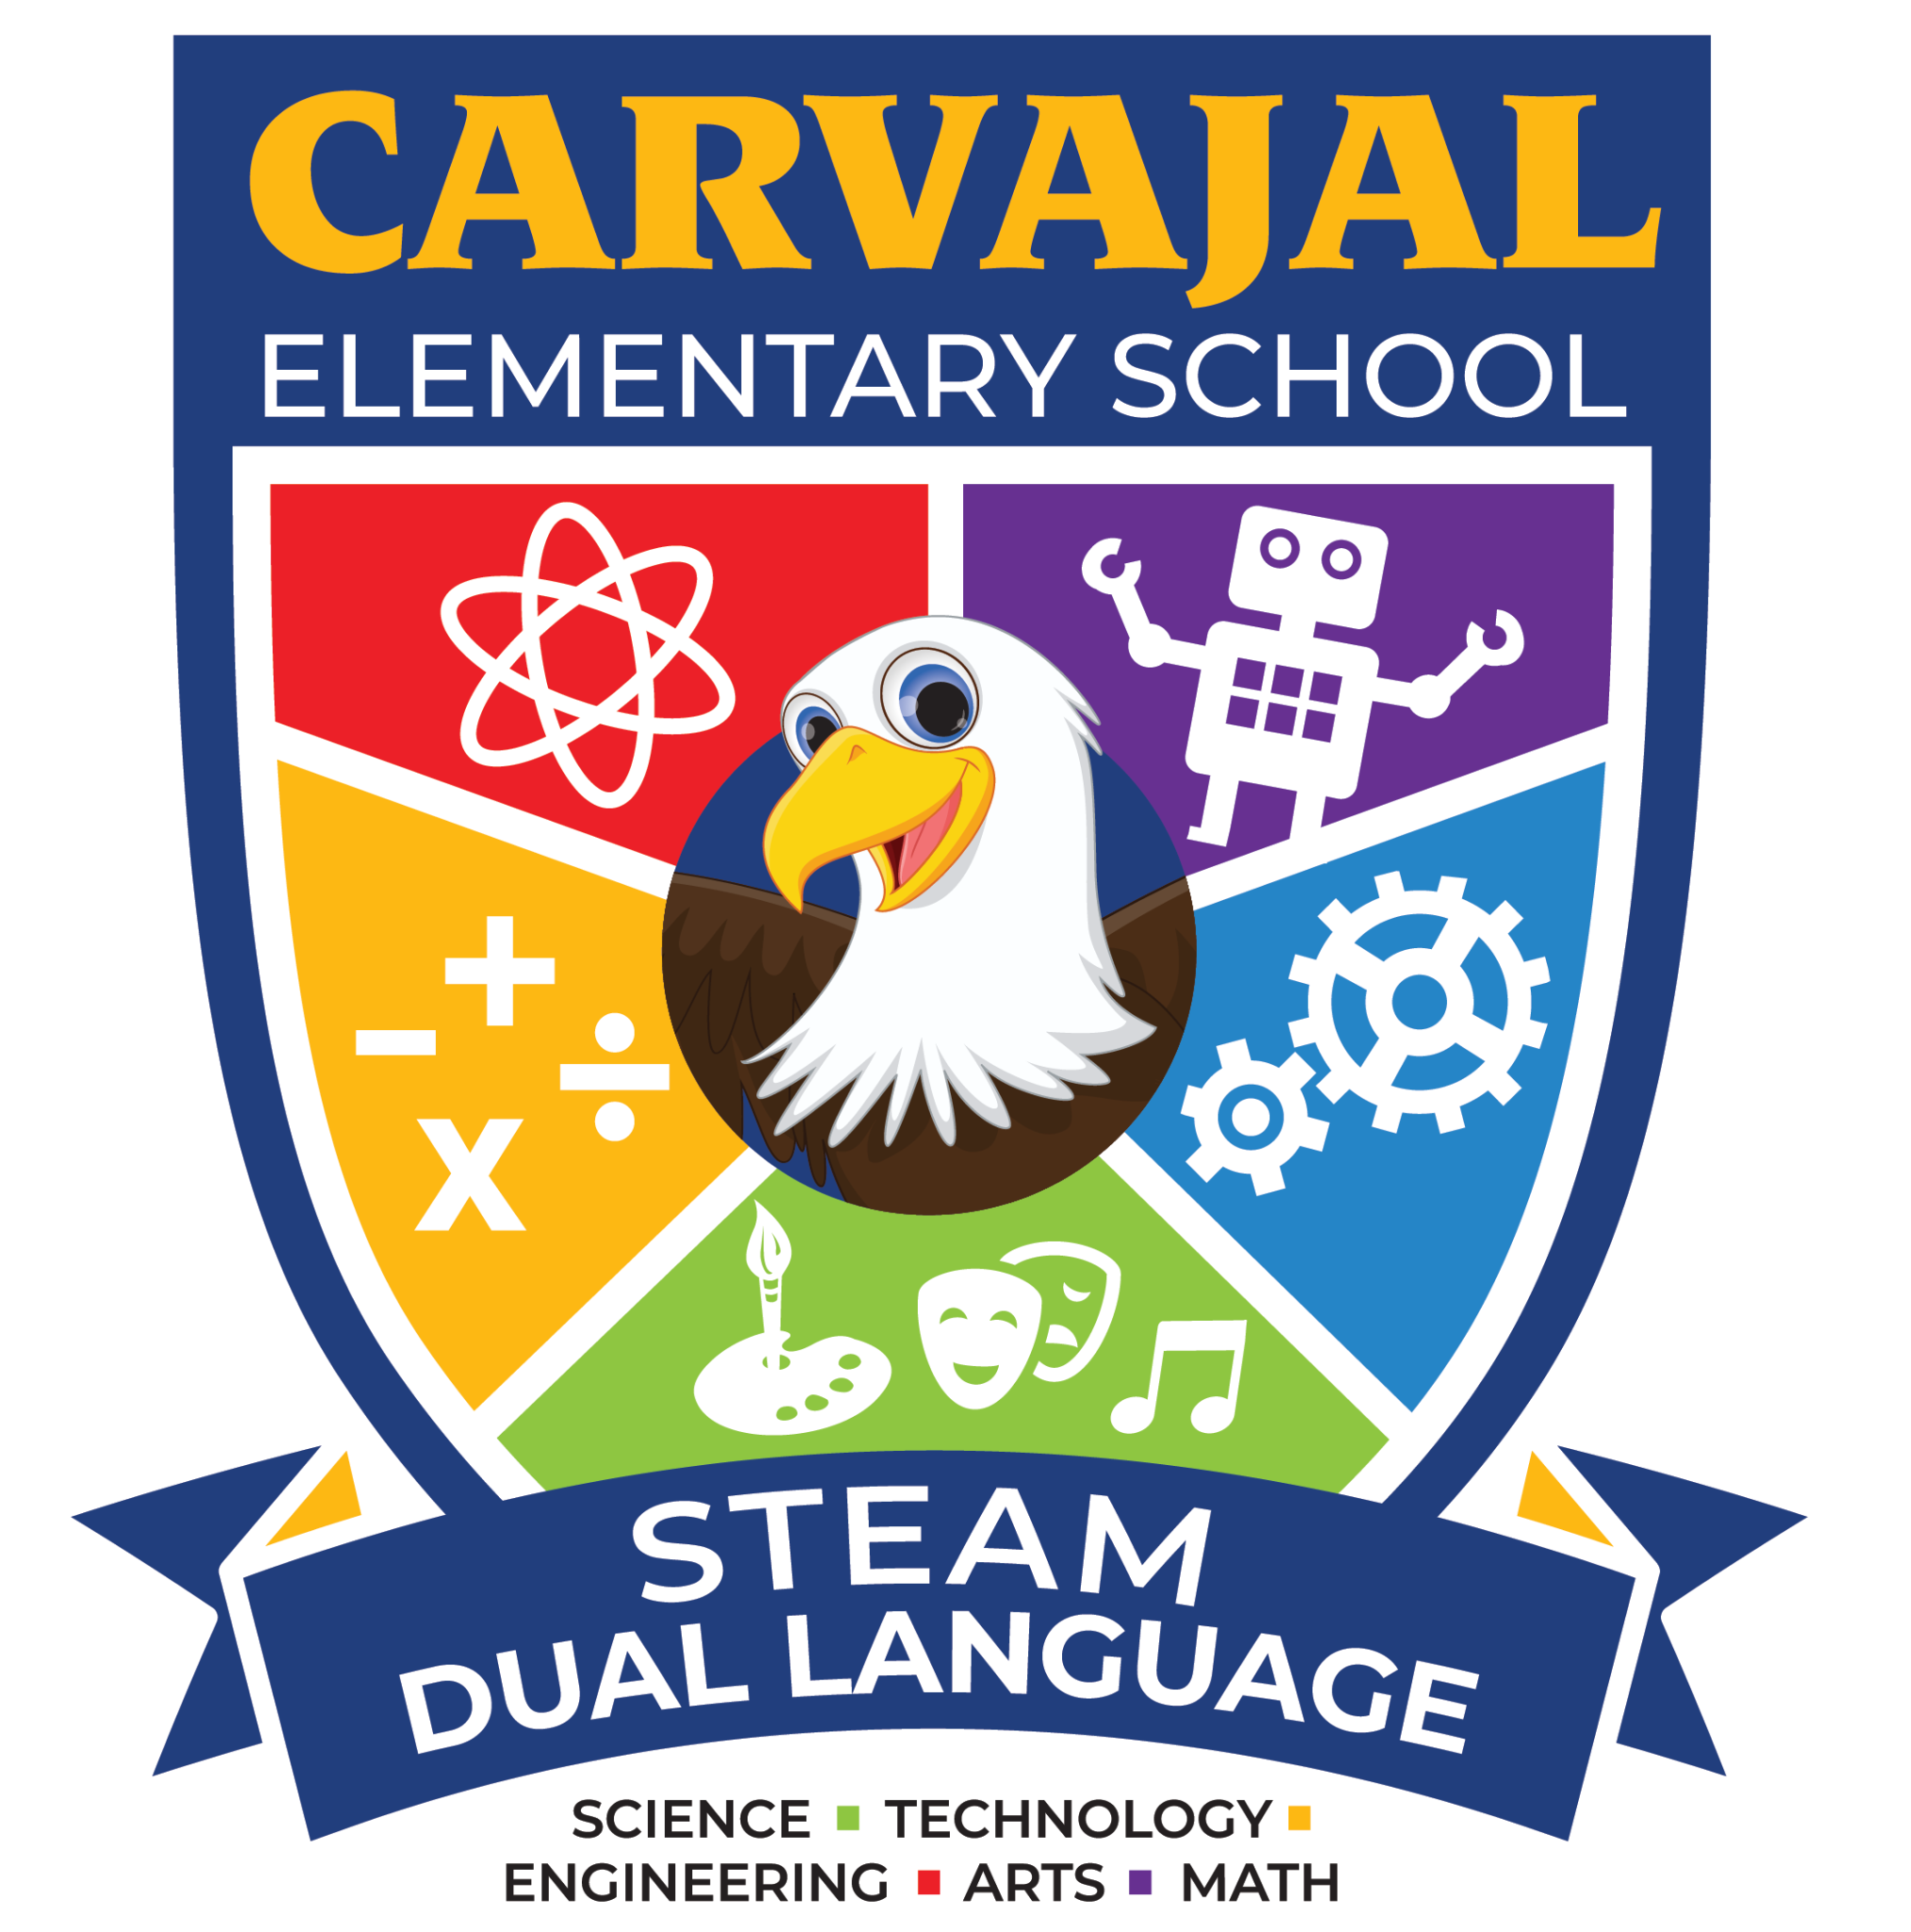 CARVAJAL
ELEMENTARY SCHOOL
STEAM
DUAL LANGUAGE
SCIENCE ▪ TECHNOLOGY ▪
ENGINEERING ▪ ARTS ▪ MATH